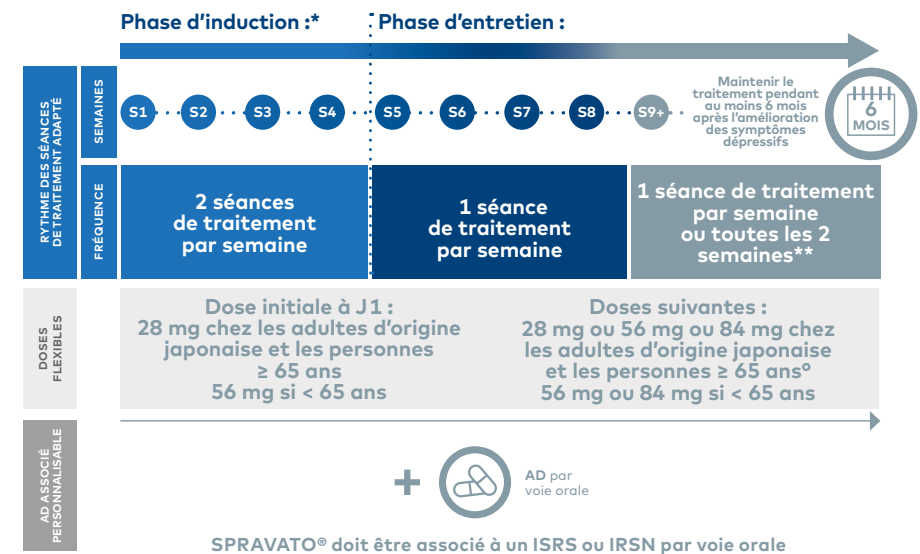 Phase d'induction :*
Phase d'entretien :
RYTHME DES SÉANCES
DE TRAITEMENT ADAPTÉ
SEMAINES
S1
S2
S3
S4
S5
S6
S7
S8
S9+
Maintenir le
traitement pendant
au moins 6 mois
après l'amélioration
des symptômes
dépressifs
6
MOIS
FRÉQUENCE
2 séances
de traitement
par semaine
1 séance
de traitement
par semaine
1 séance de traitement
par semaine
ou toutes les 2
semaines**
DOSES
FLEXIBLES
Dose initiale à J1 :
28 mg chez les adultes d'origine
japonaise et les personnes
≥ 65 ans
56 mg si < 65 ans
Doses suivantes :
28 mg ou 56 mg ou 84 mg chez
les adultes d'origine japonaise
et les personnes ≥ 65 ans°
56 mg ou 84 mg si < 65 ans
AD ASSOCIÉ
PERSONNALISABLE
+
AD par
voie orale
SPRAVATO® doit être associé à un ISRS ou IRSN par voie orale